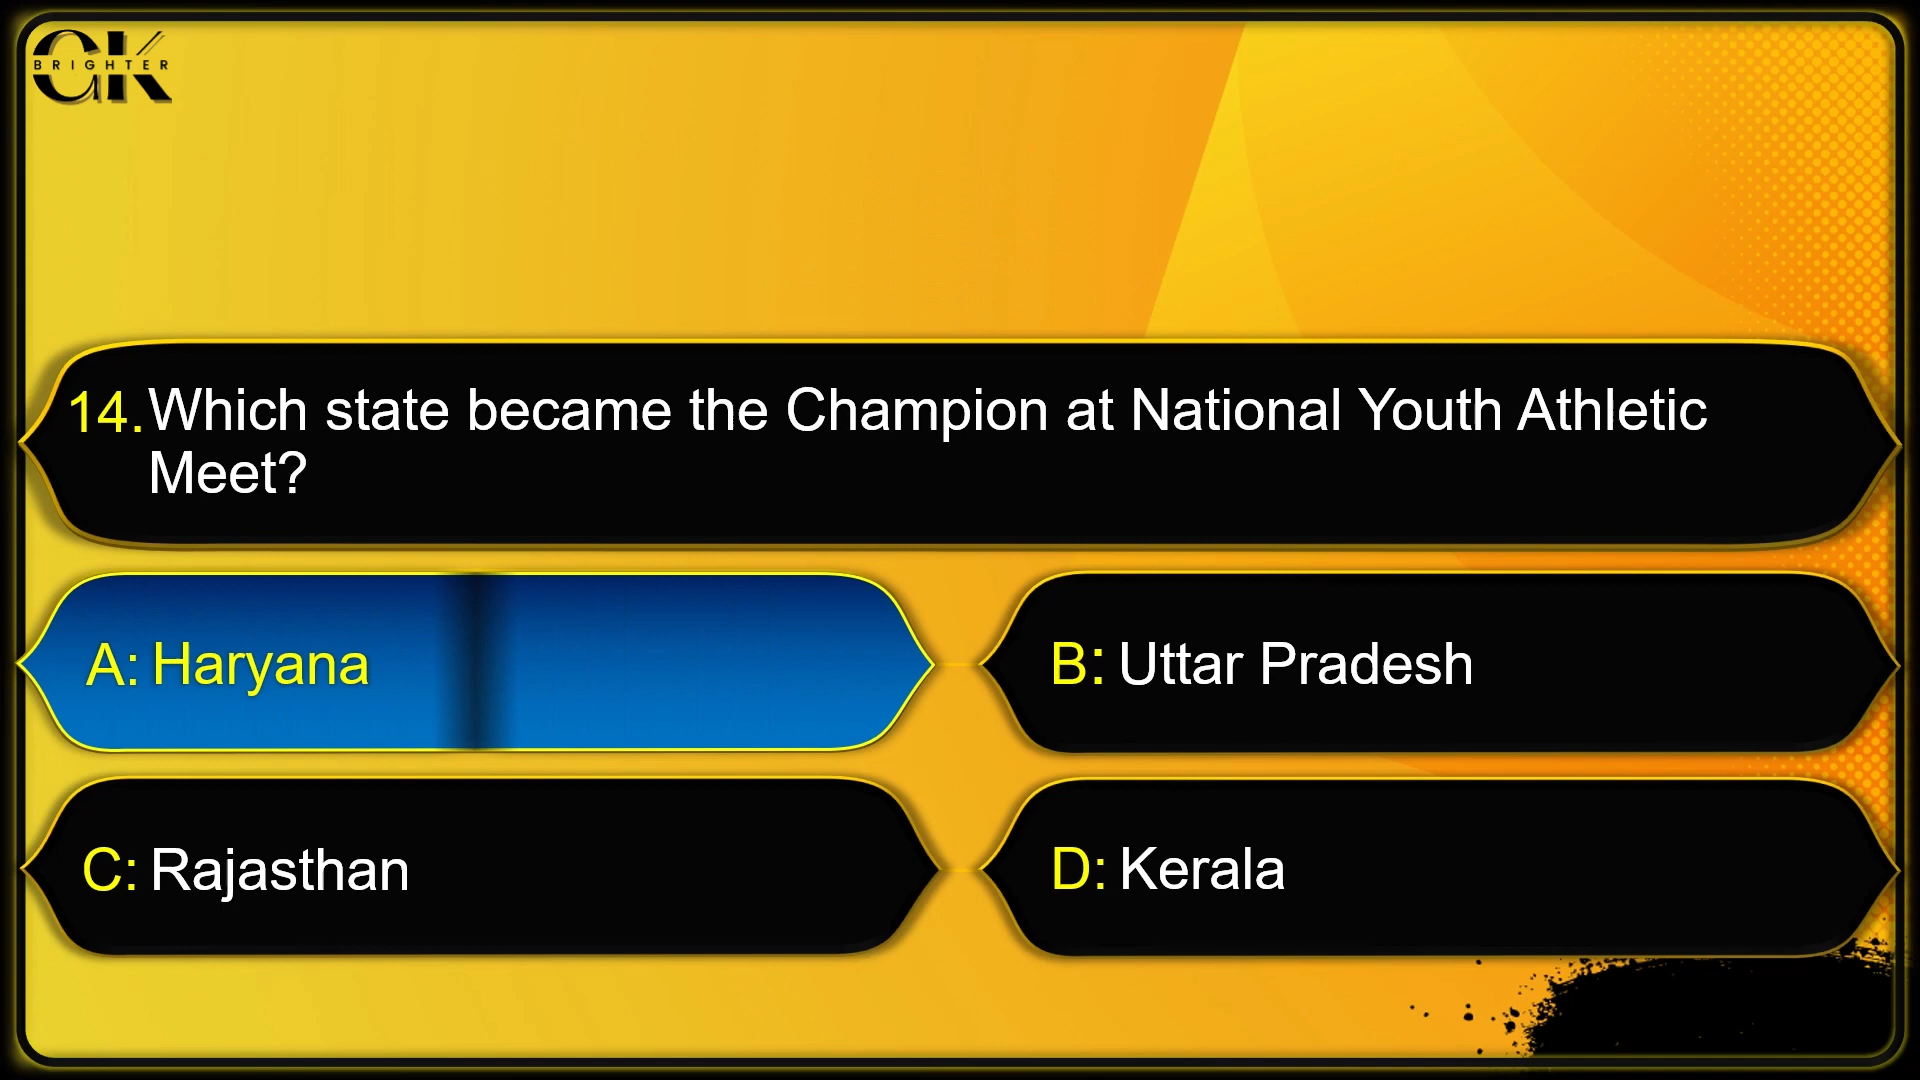 GK
BRIGHTER
14. Which state became the Champion at National Youth Athletic
Meet?
A: Haryana
B: Uttar Pradesh
C: Rajasthan
D: Kerala